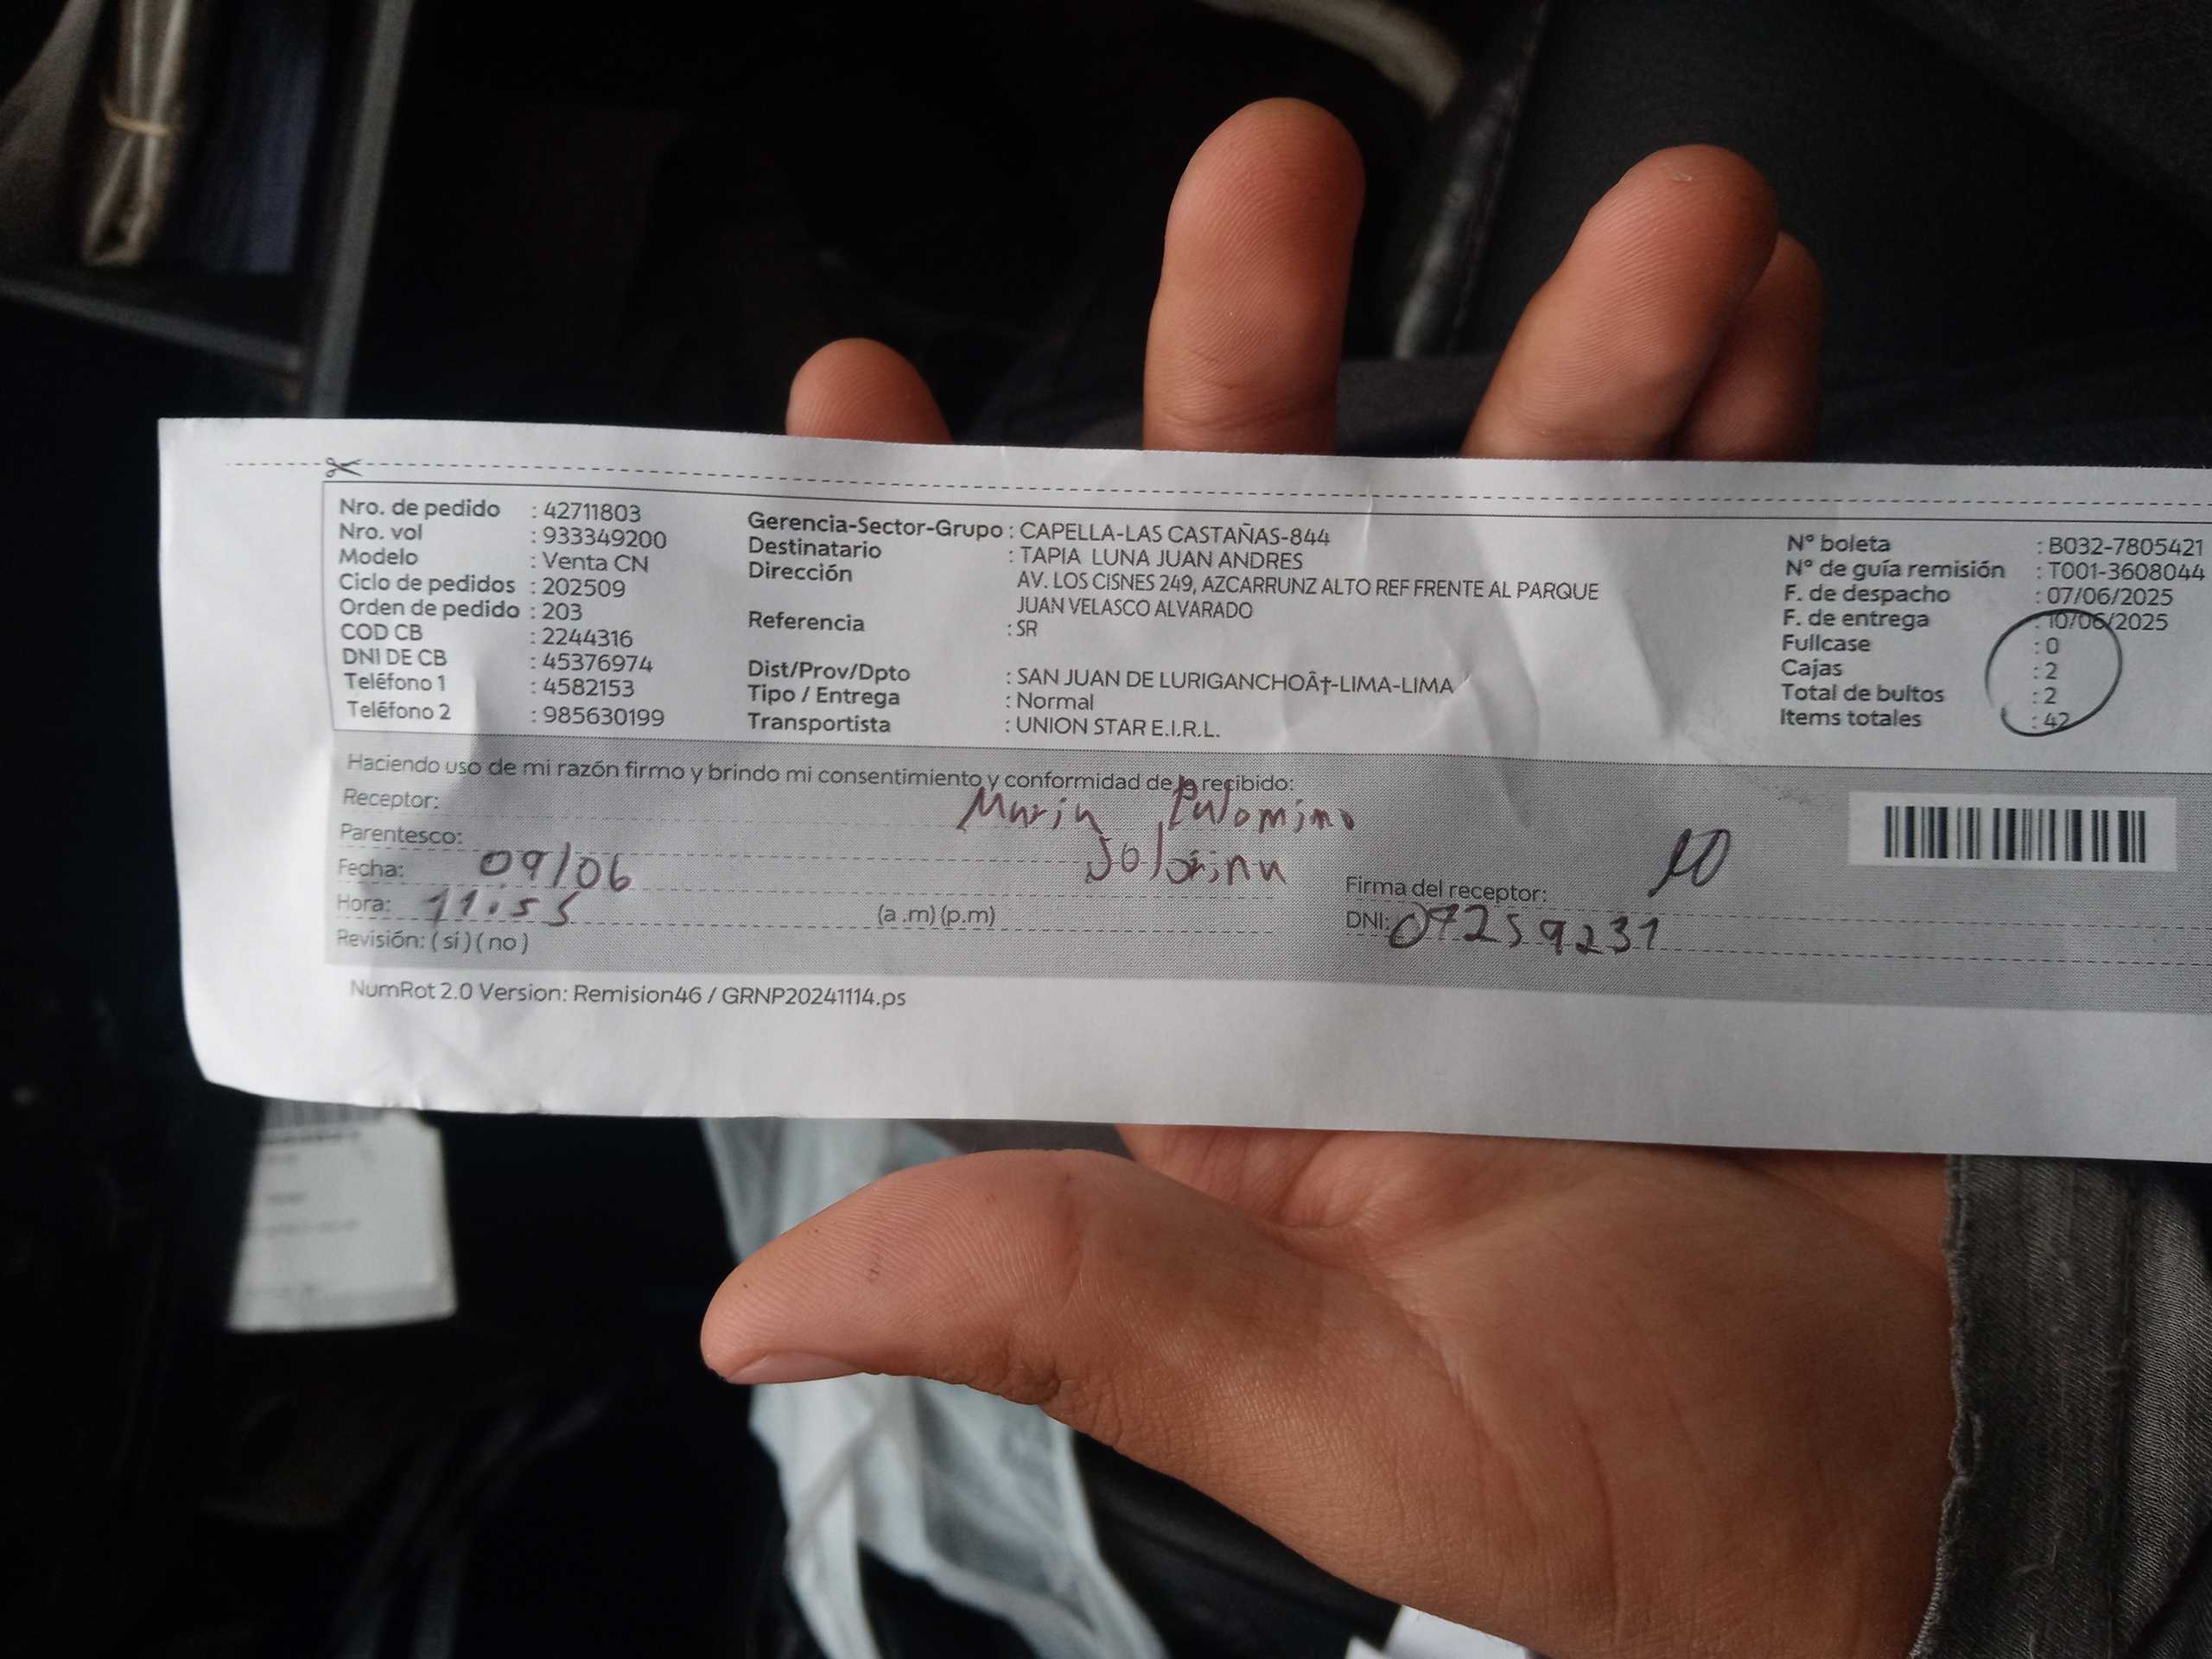 Nro. de pedido : 42711803
Nro. vol : 933349200
Modelo : Venta CN
Ciclo de pedidos : 202509
Orden de pedido : 203
COD CB : 2244316
DNI DE CB : 45376974
Teléfono 1 : 4582153
Teléfono 2 : 985630199
Gerencia-Sector-Grupo : CAPELLA-LAS CASTAÑAS-844
Destinatario : TAPIA LUNA JUAN ANDRES
Dirección AV. LOS CISNES 249, AZCARRUNZ ALTO REF FRENTE AL PARQUE
JUAN VELASCO ALVARADO
Referencia : SR
Dist/Prov/Dpto : SAN JUAN DE LURIGANCHOÂ†-LIMA-LIMA
Tipo / Entrega : Normal
Transportista : UNION STAR E.I.R.L.
N° boleta : B032-7805421
N° de guía remisión : T001-3608044
F. de despacho : 07/06/2025
F. de entrega : 10/06/2025
Fullcase : 0
Cajas : 2
Total de bultos : 2
Items totales : 42
Haciendo uso de mi razón firmo y brindo mi consentimiento y conformidad de lo recibido:
Receptor: Maria Palomino
Parentesco:
Fecha: 09/06
Hora: 11:55 (a .m) (p.m)
Revisión: ( si ) ( no )
Firma del receptor:
DNI: 07259231
NumRot 2.0 Version: Remision46 / GRNP20241114.ps